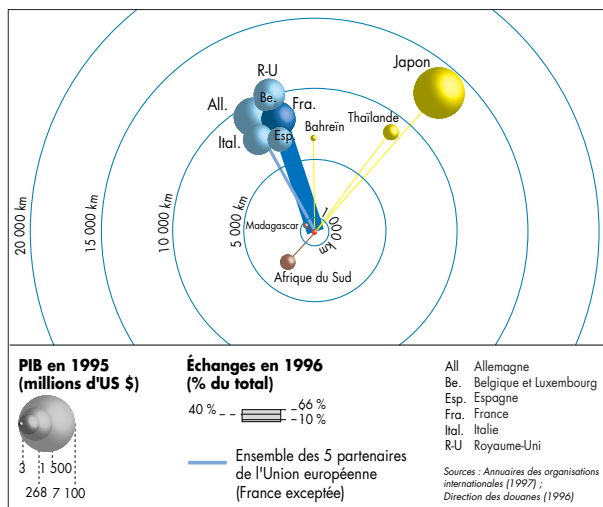 Japon
R-U
Be.
All.
Fra.
Thaïlande
Bahreïn
Ital.
Esp
20 000 km
15 000 km
10 000 km
5 000 km
1 000 km
Madagascar
Afrique du Sud
PIB en 1995
(millions d'US $)
3
1 500
268
7 100
Échanges en 1996
(% du total)
40 %
66 %
10 %
Ensemble des 5 partenaires
de l'Union européenne
(France exceptée)
All Allemagne
Be. Belgique et Luxembourg
Esp. Espagne
Fra. France
Ital. Italie
R-U Royaume-Uni
Sources : Annuaires des organisations
internationales (1997) ;
Direction des douanes (1996)